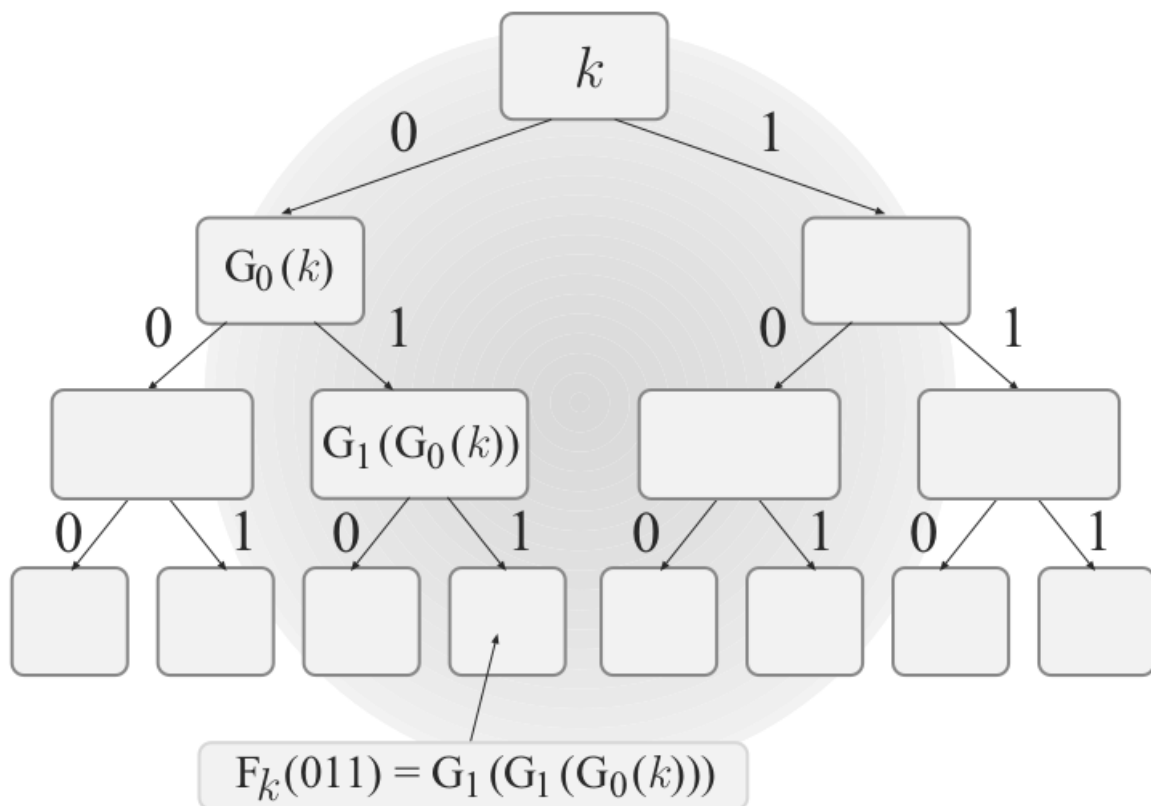 k
0 1
G₀(k)
0 1 0 1
G₁(G₀(k))
0 1 0 1 0 1 0 1
Fₖ(011) = G₁(G₁(G₀(k)))